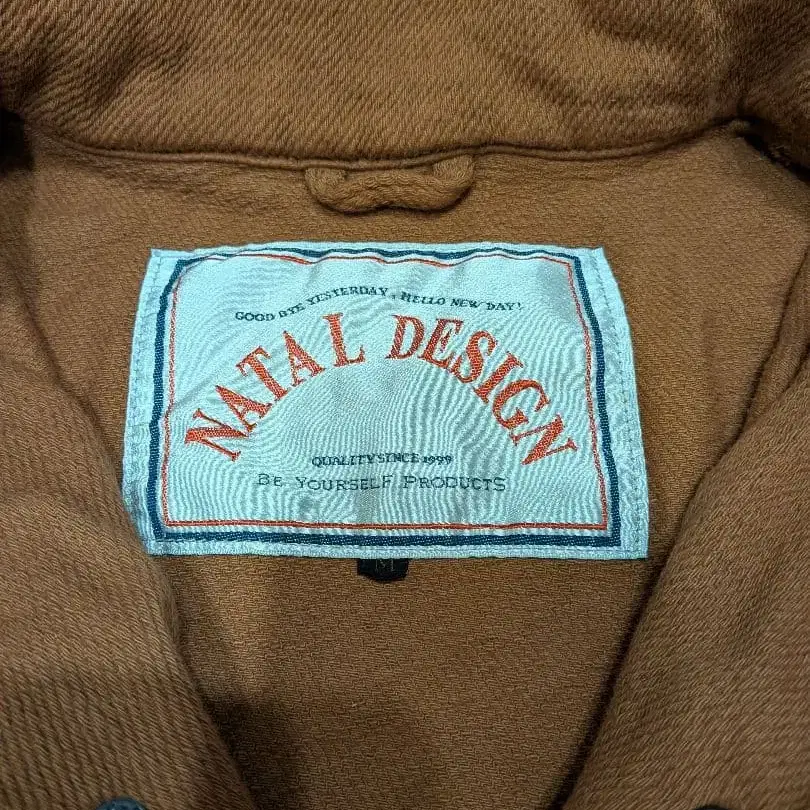 GOOD BYE YESTERDAY, HELLO NEW DAY!
NATAL DESIGN
QUALITY SINCE 1999
BE YOURSELF PRODUCTS
M